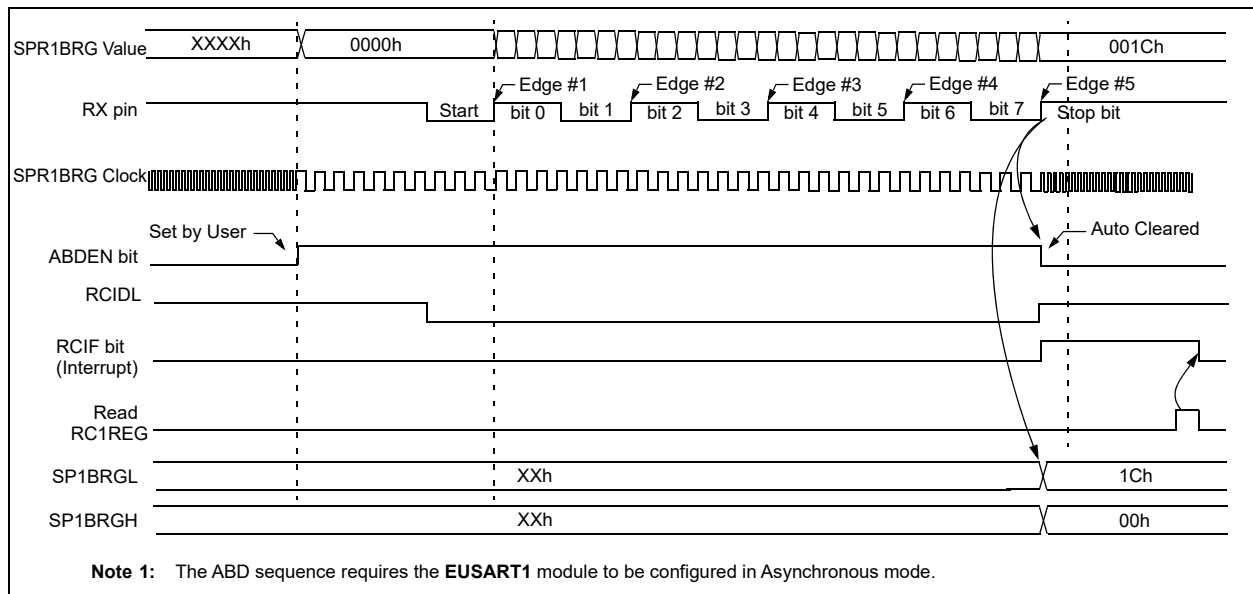 SPR1BRG Value XXXXh 0000h 001Ch
Edge #1 Edge #2 Edge #3 Edge #4 Edge #5
RX pin Start bit 0 bit 1 bit 2 bit 3 bit 4 bit 5 bit 6 bit 7 Stop bit
SPR1BRG Clock
Set by User Auto Cleared
ABDEN bit
RCIDL
RCIF bit
(Interrupt)
Read
RC1REG
SP1BRGL XXh 1Ch
SP1BRGH XXh 00h
Note 1: The ABD sequence requires the EUSART1 module to be configured in Asynchronous mode.